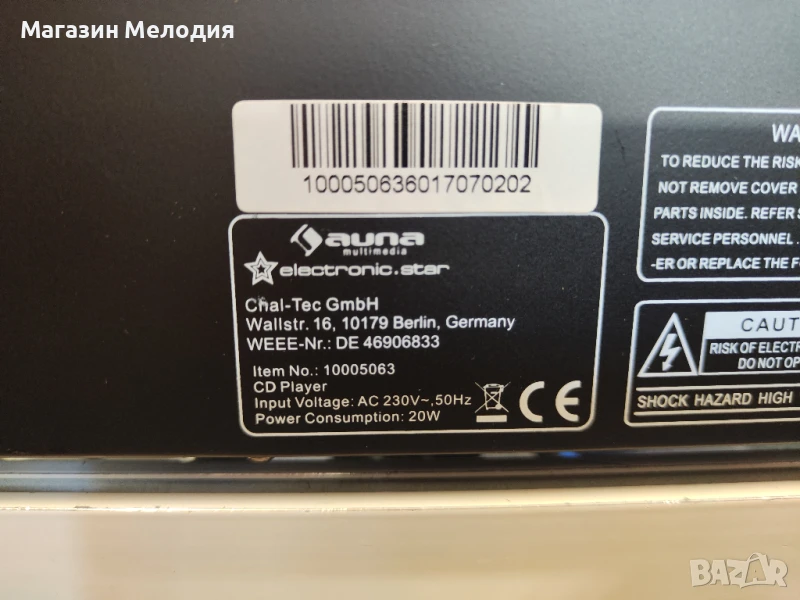 Магазин Мелодия
100050636017070202
auna
multimedia
electronic.star
Chal-Tec GmbH
Wallstr. 16, 10179 Berlin, Germany
WEEE-Nr.: DE 46906833
Item No.: 10005063
CD Player
Input Voltage: AC 230V~,50Hz
Power Consumption: 20W
CE
WA
TO REDUCE THE RISK
NOT REMOVE COVER
PARTS INSIDE. REFER S
SERVICE PERSONNEL.
-ER OR REPLACE THE F
CAUT
RISK OF ELECTR
DO NOT OP
SHOCK HAZARD HIGH
BAZAR